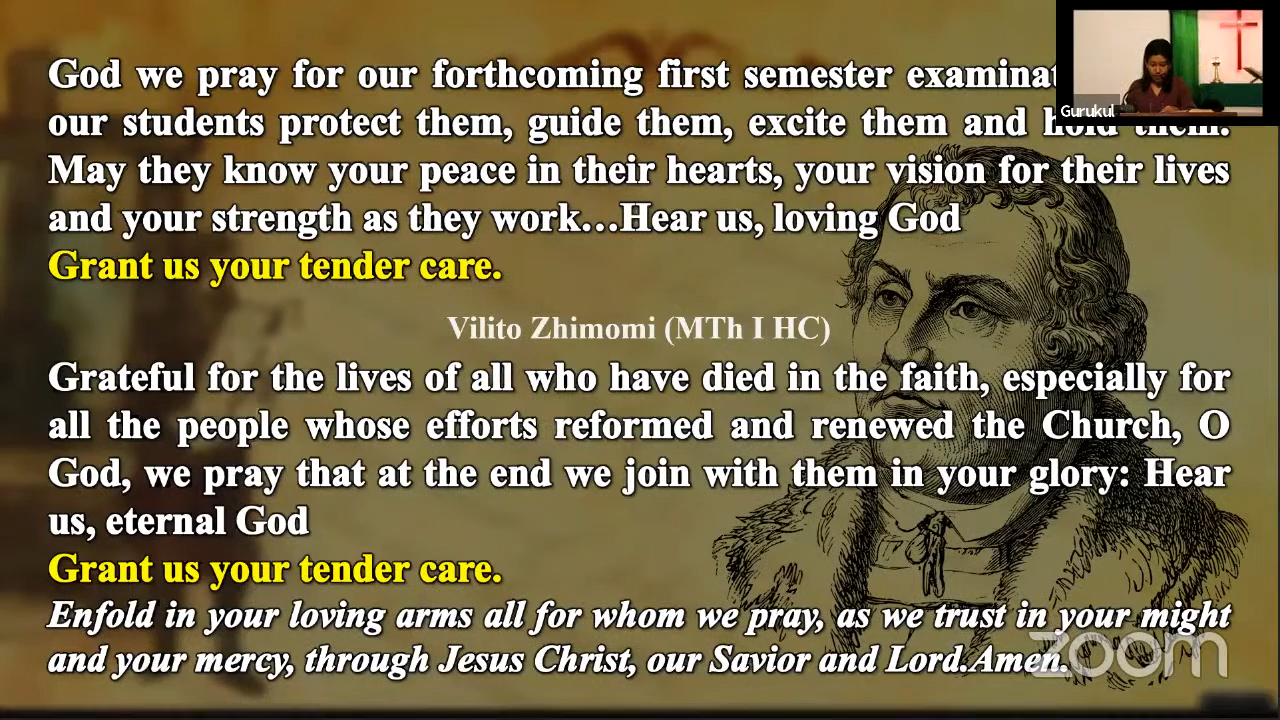 God we pray for our forthcoming first semester
our students protect them, guide them, excite them and hold them.
May they know your peace in their hearts, your vision for their lives
and your strength as they work…Hear us, loving God
Grant us your tender care.
Vilito Zhimomi (MTh I HC)
Grateful for the lives of all who have died in the faith, especially for
all the people whose efforts reformed and renewed the Church, O
God, we pray that at the end we join with them in your glory: Hear
us, eternal God
Grant us your tender care.
Enfold in your loving arms all for whom we pray, as we trust in your might
and your mercy, through Jesus Christ, our Savior and Lord.Amen.
Gurukul
zoom